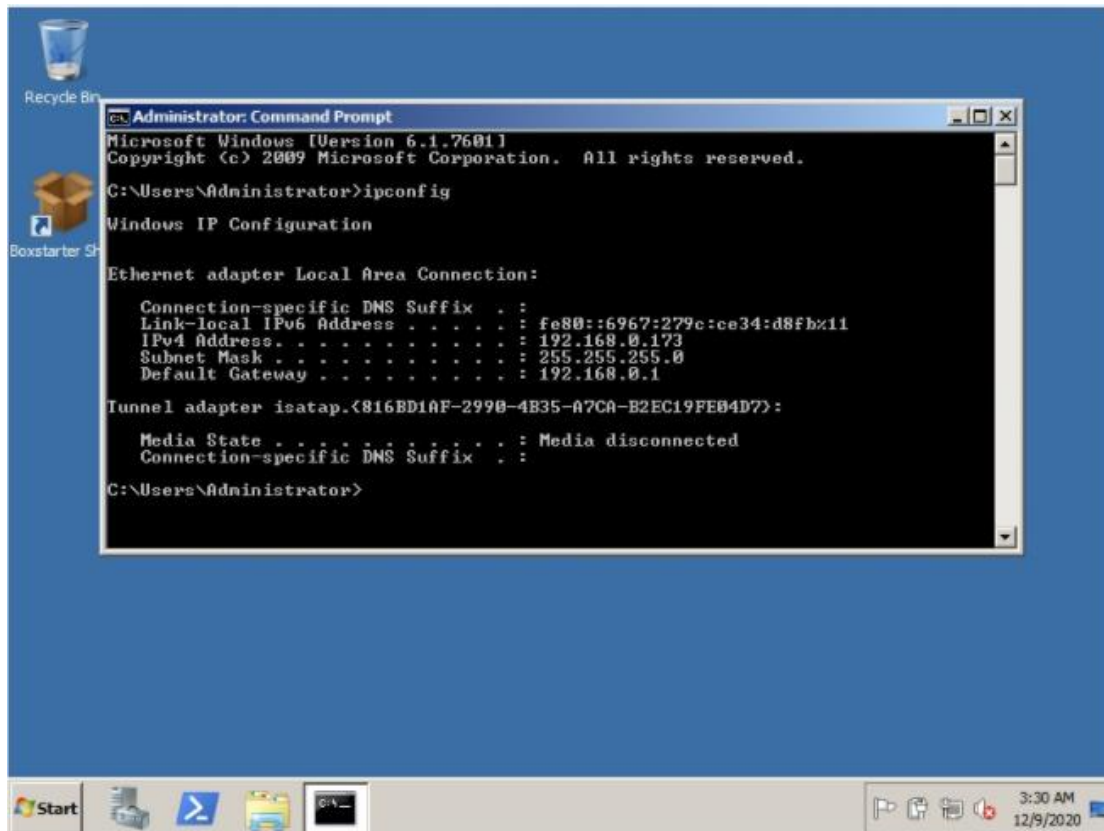 Recycle Bin
Administrator: Command Prompt
Microsoft Windows [Version 6.1.7601]
Copyright (c) 2009 Microsoft Corporation.  All rights reserved.
C:\Users\Administrator>ipconfig
Windows IP Configuration
Boxstarter Sh
Ethernet adapter Local Area Connection:
Connection-specific DNS Suffix  . :
Link-local IPv6 Address . . . . . : fe80::6967:279c:ce34:d8fb%11
IPv4 Address. . . . . . . . . . . : 192.168.0.173
Subnet Mask . . . . . . . . . . . : 255.255.255.0
Default Gateway . . . . . . . . . : 192.168.0.1
Tunnel adapter isatap.{816BD1AF-2990-4B35-A7CA-B2EC19FE04D7}:
Media State . . . . . . . . . . . : Media disconnected
Connection-specific DNS Suffix  . :
C:\Users\Administrator>
Start
3:30 AM
12/9/2020